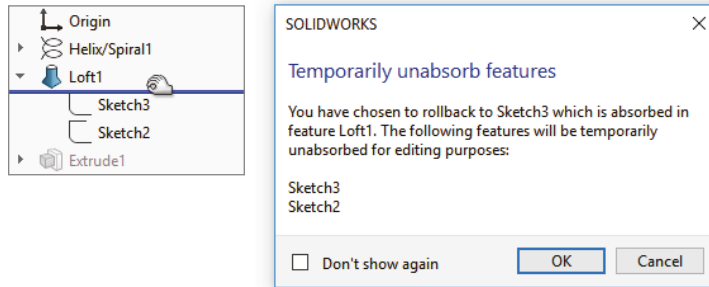 Origin
Helix/Spiral1
Loft1
Sketch3
Sketch2
Extrude1
SOLIDWORKS
Temporarily unabsorb features
You have chosen to rollback to Sketch3 which is absorbed in
feature Loft1. The following features will be temporarily
unabsorbed for editing purposes:
Sketch3
Sketch2
Don't show again
OK
Cancel